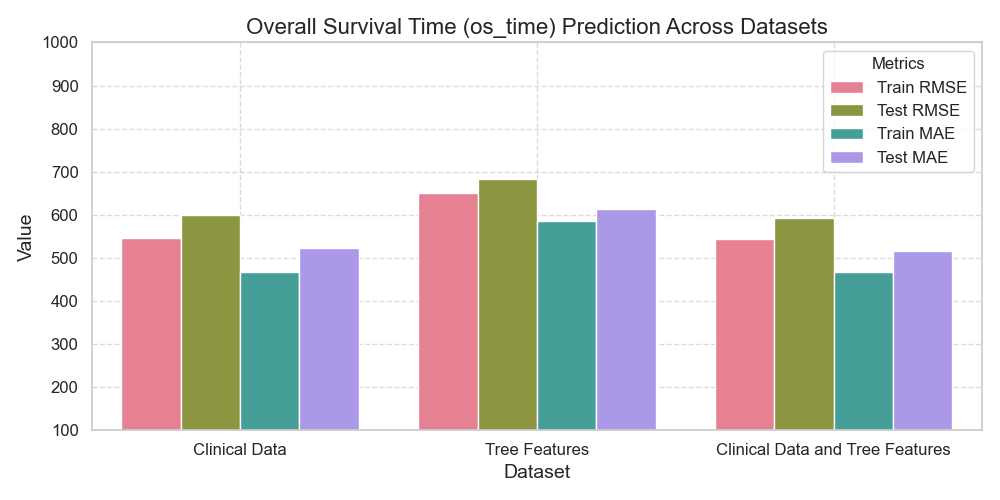 Overall Survival Time (os_time) Prediction Across Datasets
1000
900
800
700
600
500
400
300
200
100
Value
Metrics
Train RMSE
Test RMSE
Train MAE
Test MAE
Clinical Data
Tree Features
Clinical Data and Tree Features
Dataset